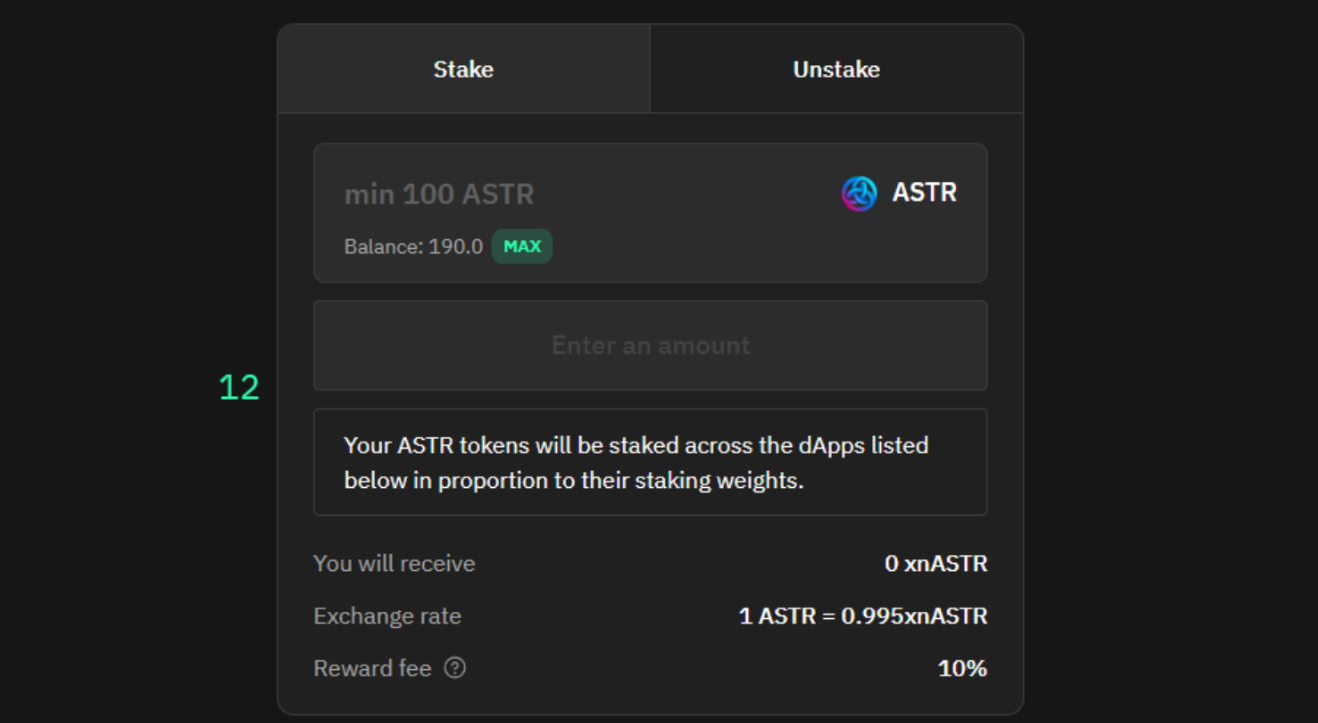 Stake
Unstake
min 100 ASTR
ASTR
Balance: 190.0 MAX
Enter an amount
12
Your ASTR tokens will be staked across the dApps listed
below in proportion to their staking weights.
You will receive
0 xnASTR
Exchange rate
1 ASTR = 0.995xnASTR
Reward fee ?
10%